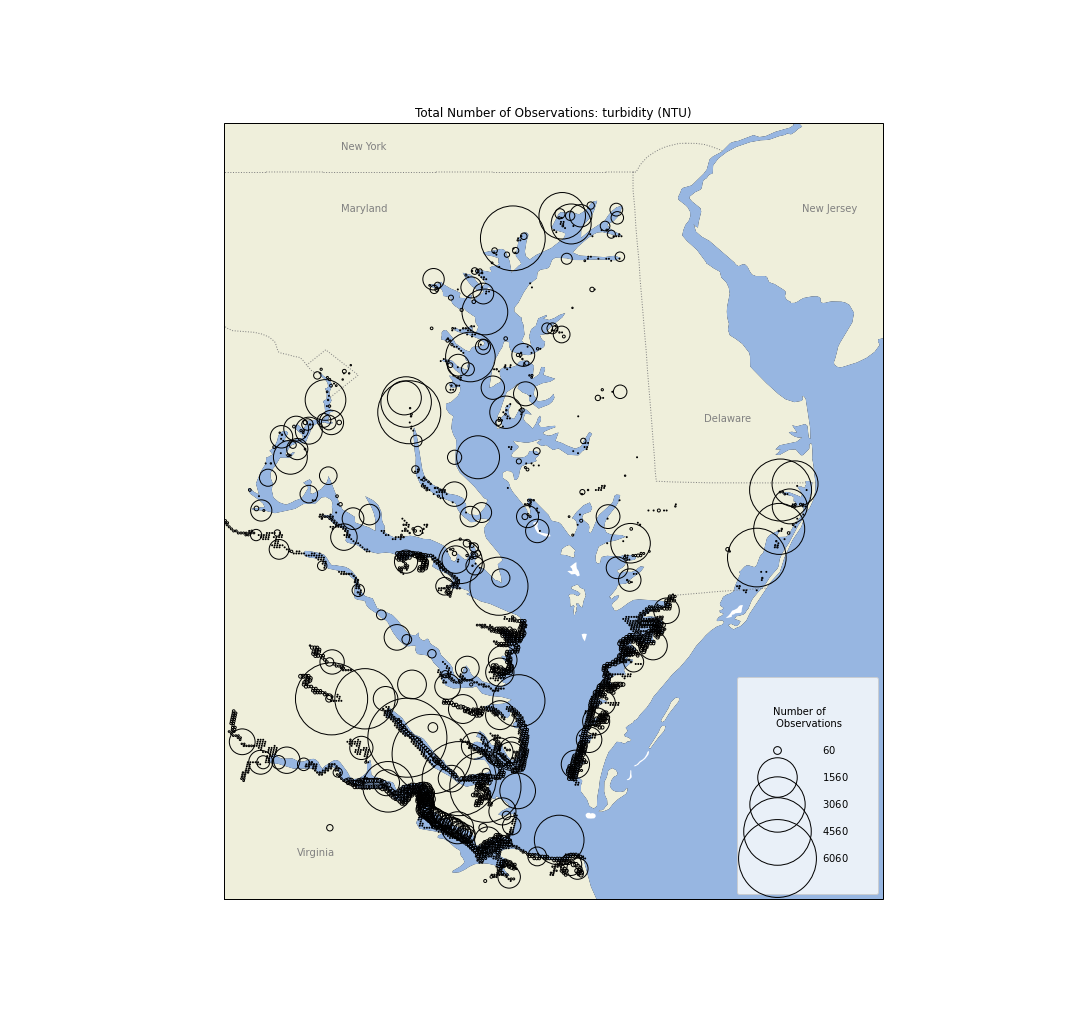 Total Number of Observations: turbidity (NTU)
New York
Maryland
New Jersey
Delaware
Number of
Observations
60
1560
3060
4560
6060
Virginia